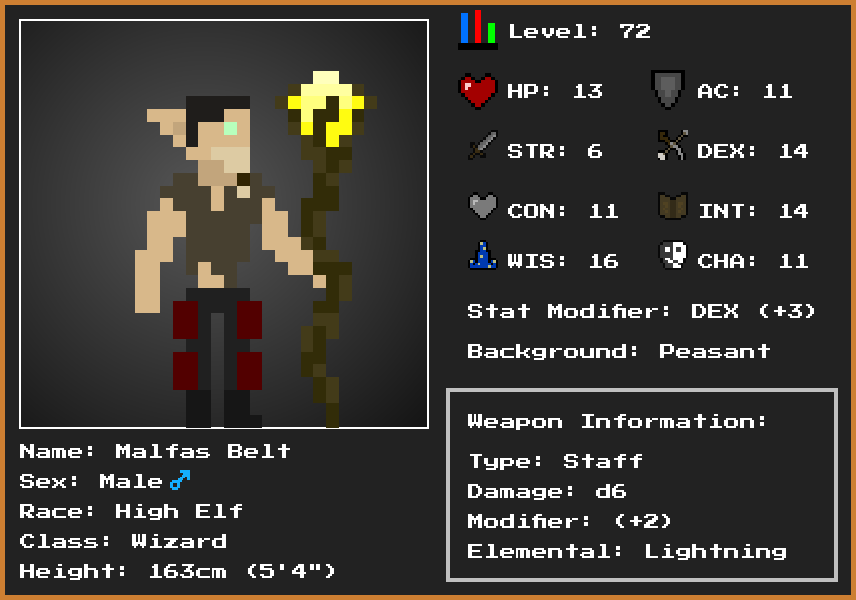 Level: 72
HP: 13 AC: 11
STR: 6 DEX: 14
CON: 11 INT: 14
WIS: 16 CHA: 11
Stat Modifier: DEX (+3)
Background: Peasant
Weapon Information:
Type: Staff
Damage: d6
Modifier: (+2)
Elemental: Lightning
Name: Malfas Belt
Sex: Male♂
Race: High Elf
Class: Wizard
Height: 163cm (5'4")